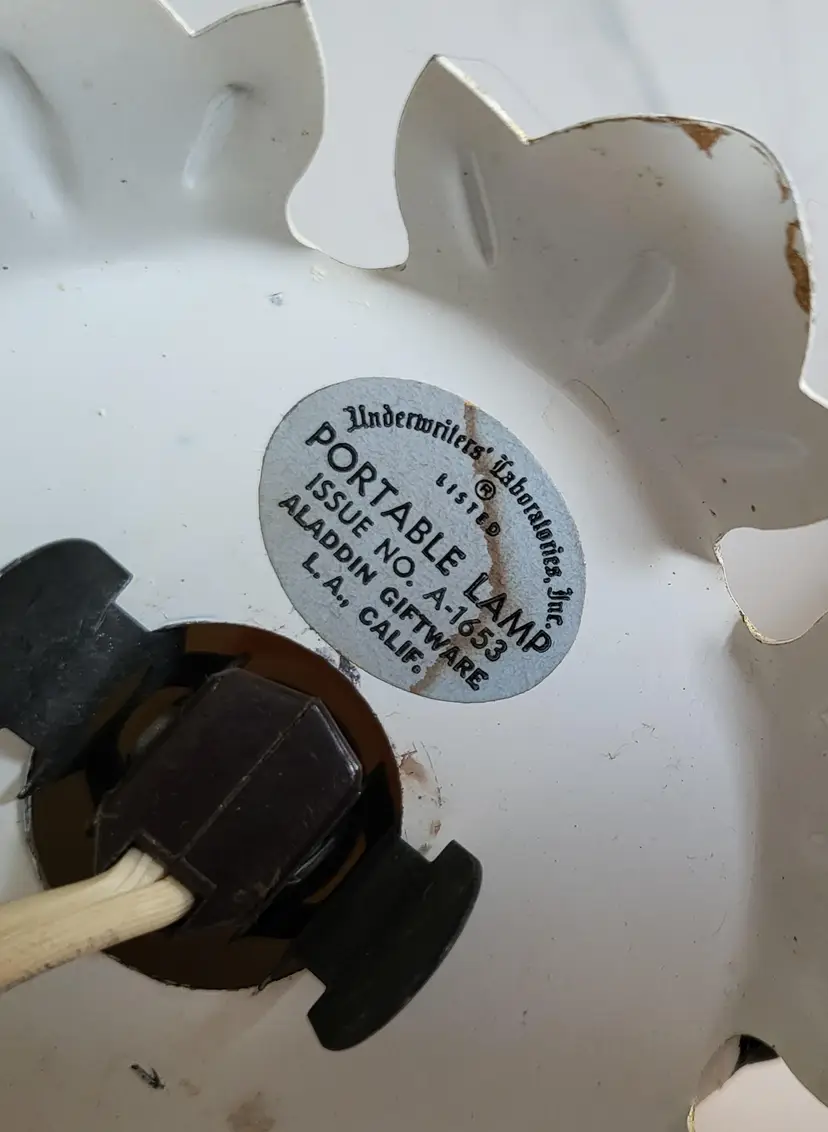 Underwriters' Laboratories, Inc.
®
LISTED
PORTABLE LAMP
ISSUE NO. A-1653
ALADDIN GIFTWARE
L.A., CALIF.